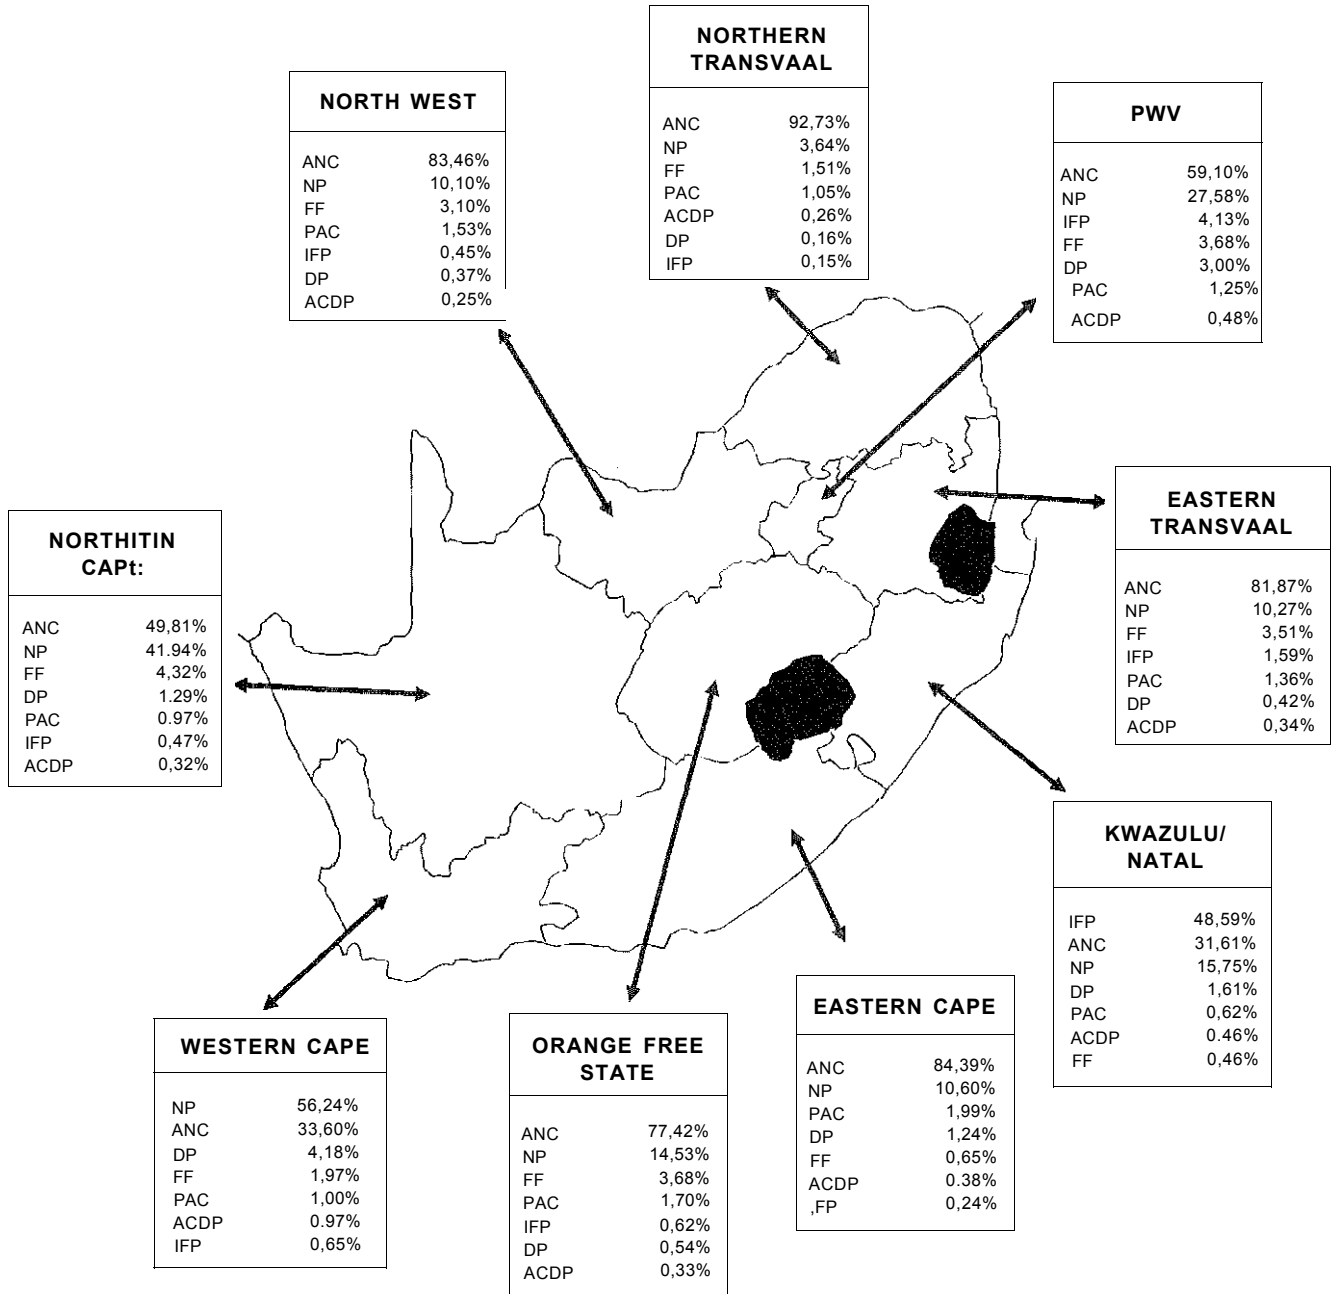 NORTHERN
TRANSVAAL
ANC 92,73%
NP 3,64%
FF 1,51%
PAC 1,05%
ACDP 0,26%
DP 0,16%
IFP 0,15%
NORTH WEST
ANC 83,46%
NP 10,10%
FF 3,10%
PAC 1,53%
IFP 0,45%
DP 0,37%
ACDP 0,25%
PWV
ANC 59,10%
NP 27,58%
IFP 4,13%
FF 3,68%
DP 3,00%
PAC 1,25%
ACDP 0,48%
EASTERN
TRANSVAAL
ANC 81,87%
NP 10,27%
FF 3,51%
IFP 1,59%
PAC 1,36%
DP 0,42%
ACDP 0,34%
NORTHITIN
CAPt:
ANC 49,81%
NP 41.94%
FF 4,32%
DP 1.29%
PAC 0.97%
IFP 0,47%
ACDP 0,32%
KWAZULU/
NATAL
IFP 48,59%
ANC 31,61%
NP 15,75%
DP 1,61%
PAC 0,62%
ACDP 0.46%
FF 0,46%
WESTERN CAPE
NP 56,24%
ANC 33,60%
DP 4,18%
FF 1,97%
PAC 1,00%
ACDP 0.97%
IFP 0,65%
ORANGE FREE
STATE
ANC 77,42%
NP 14,53%
FF 3,68%
PAC 1,70%
IFP 0,62%
DP 0,54%
ACDP 0,33%
EASTERN CAPE
ANC 84,39%
NP 10,60%
PAC 1,99%
DP 1,24%
FF 0,65%
ACDP 0.38%
,FP 0,24%